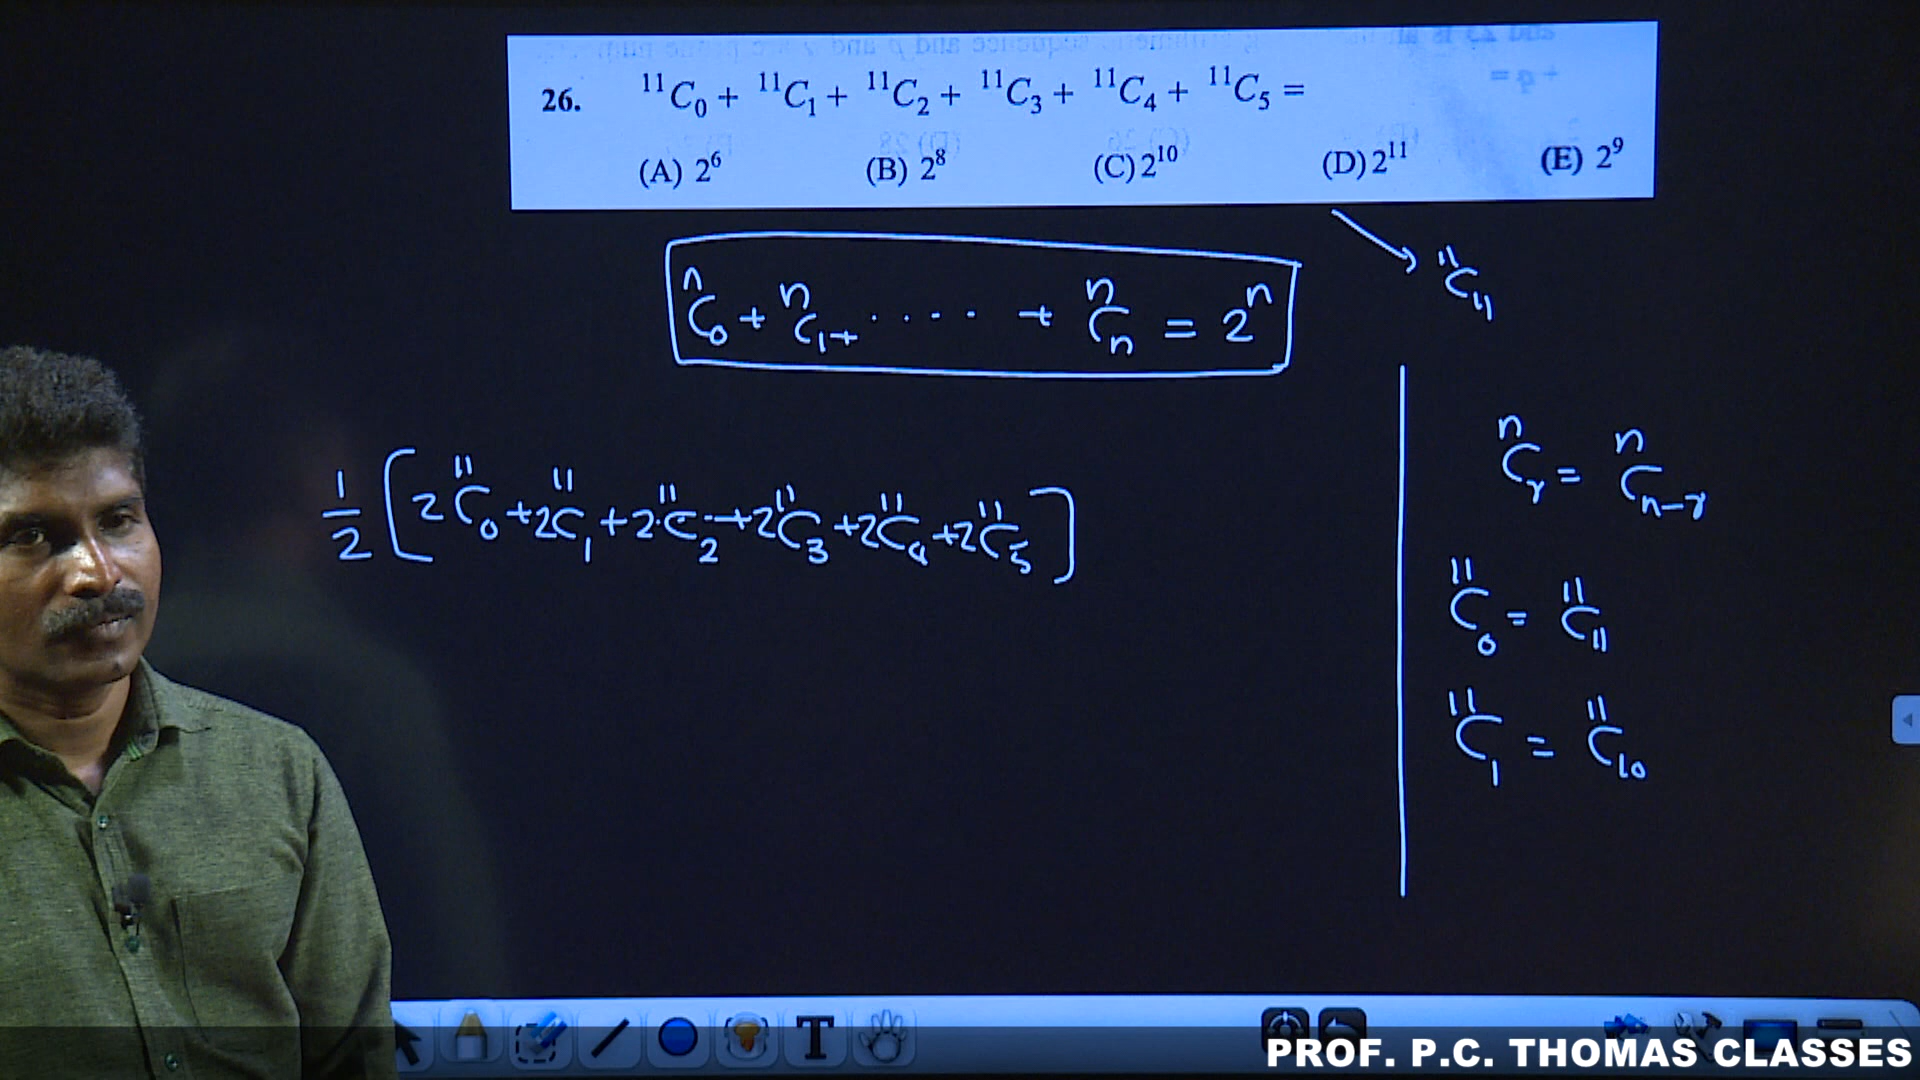 26. ¹¹C₀ + ¹¹C₁ + ¹¹C₂ + ¹¹C₃ + ¹¹C₄ + ¹¹C₅ =
(A) 2⁶ (B) 2⁸ (C) 2¹⁰ (D) 2¹¹ (E) 2⁹
ⁿC₀ + ⁿC₁ + ..... + ⁿCₙ = 2ⁿ
¹¹C₁₁
1/2 [2 ¹¹C₀ + 2 ¹¹C₁ + 2· ¹¹C₂ + 2 ¹¹C₃ + 2 ¹¹C₄ + 2 ¹¹C₅]
ⁿCᵣ = ⁿCₙ₋ᵣ
¹¹C₀ = ¹¹C₁₁
¹¹C₁ = ¹¹C₁₀
T
PROF. P.C. THOMAS CLASSES